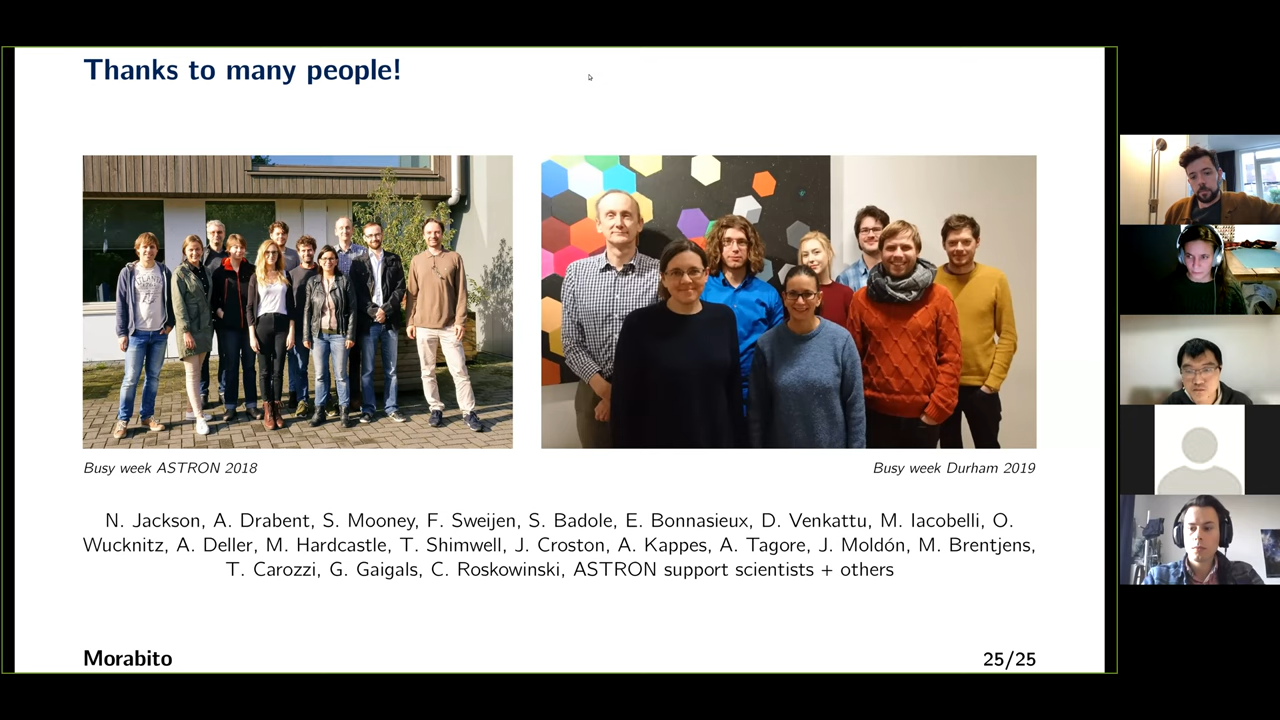 Thanks to many people!
Busy week ASTRON 2018
Busy week Durham 2019
N. Jackson, A. Drabent, S. Mooney, F. Sweijen, S. Badole, E. Bonnasieux, D. Venkattu, M. Iacobelli, O.
Wucknitz, A. Deller, M. Hardcastle, T. Shimwell, J. Croston, A. Kappes, A. Tagore, J. Moldón, M. Brentjens,
T. Carozzi, G. Gaigals, C. Roskowinski, ASTRON support scientists + others
Morabito
25/25